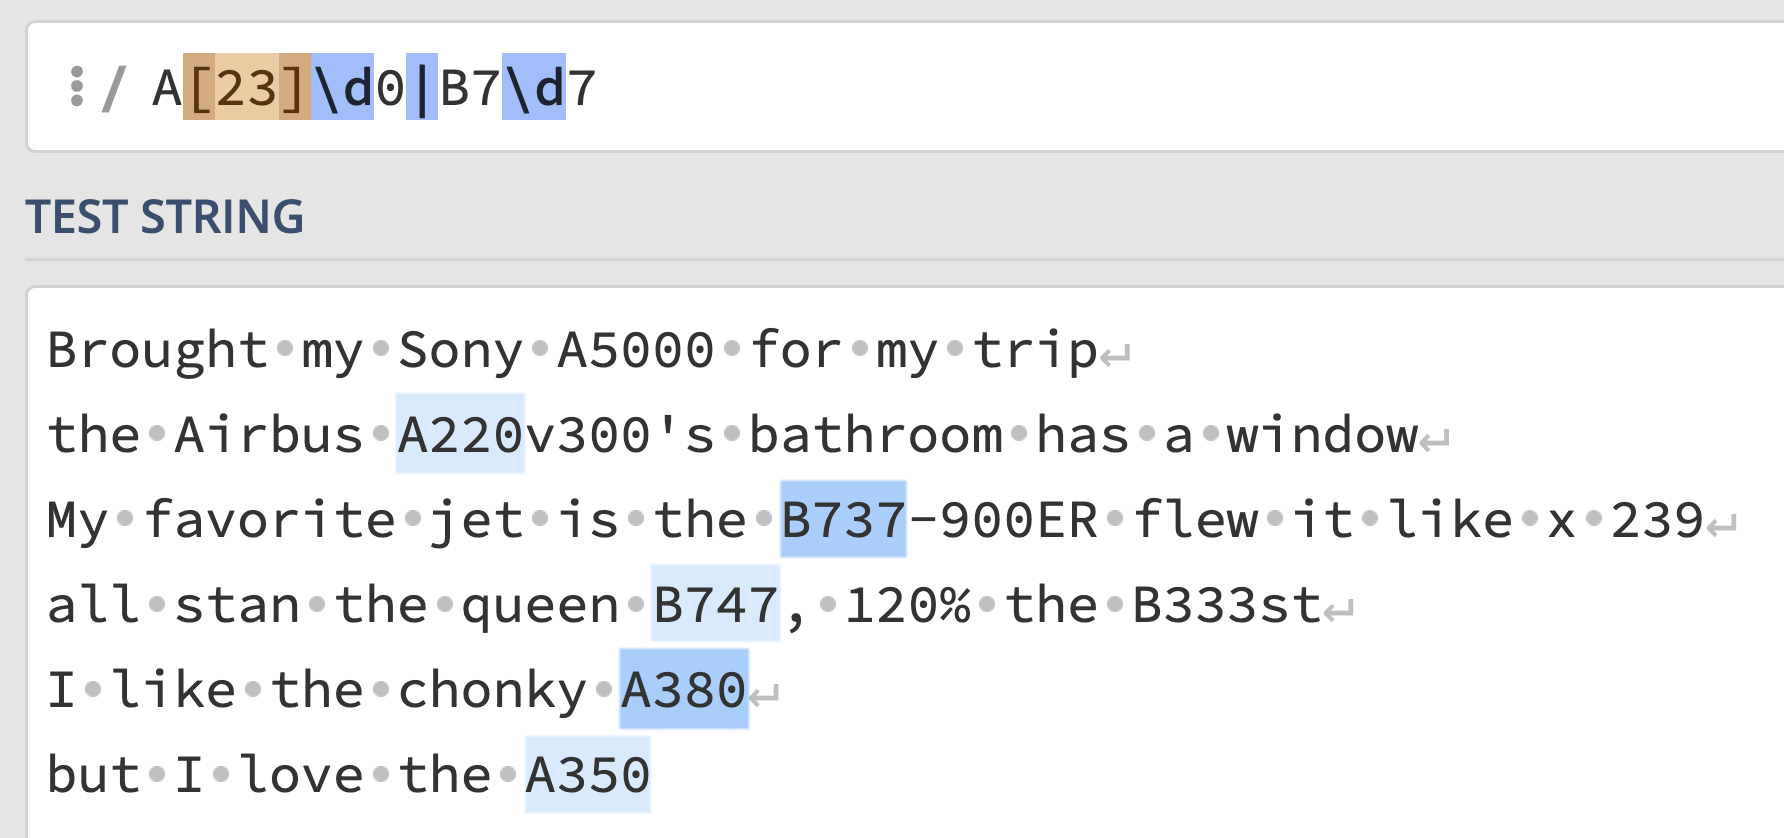 / A[23]\d0|B7\d7
TEST STRING
Brought my Sony A5000 for my trip
the Airbus A220v300's bathroom has a window
My favorite jet is the B737-900ER flew it like x 239
all stan the queen B747, 120% the B333st
I like the chonky A380
but I love the A350